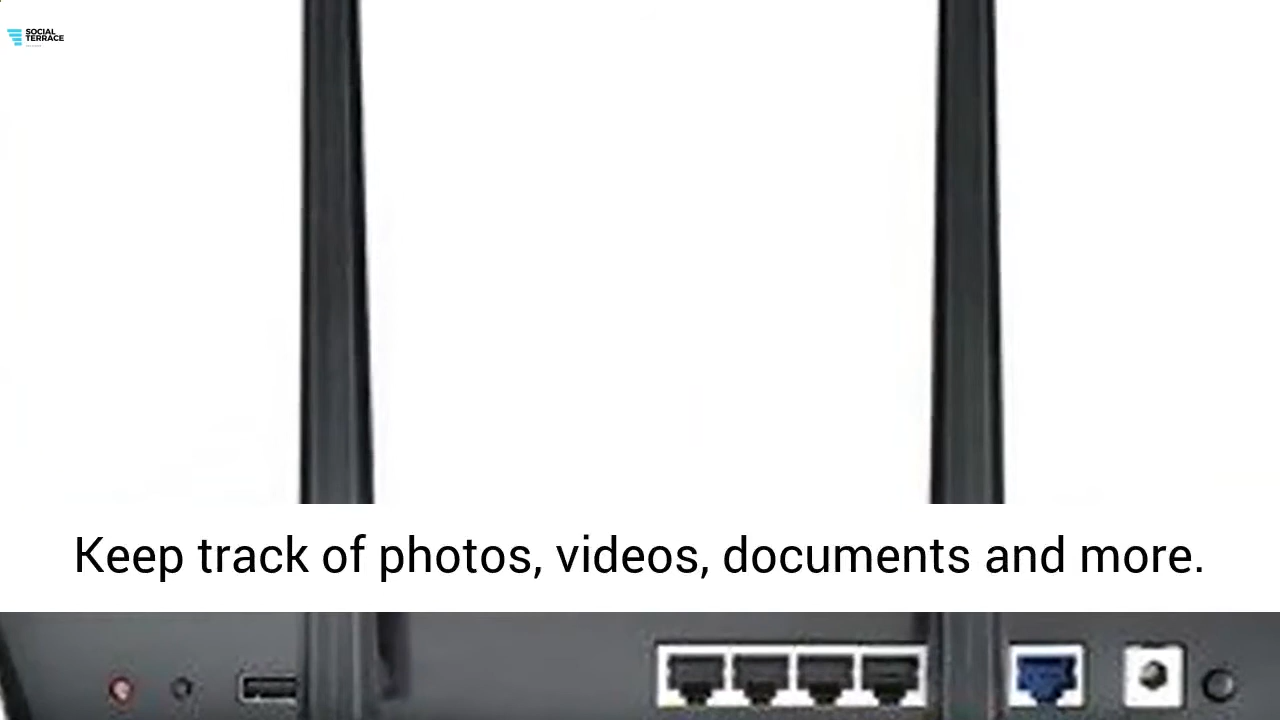 SOCIAL
TERRACE
Keep track of photos, videos, documents and more.